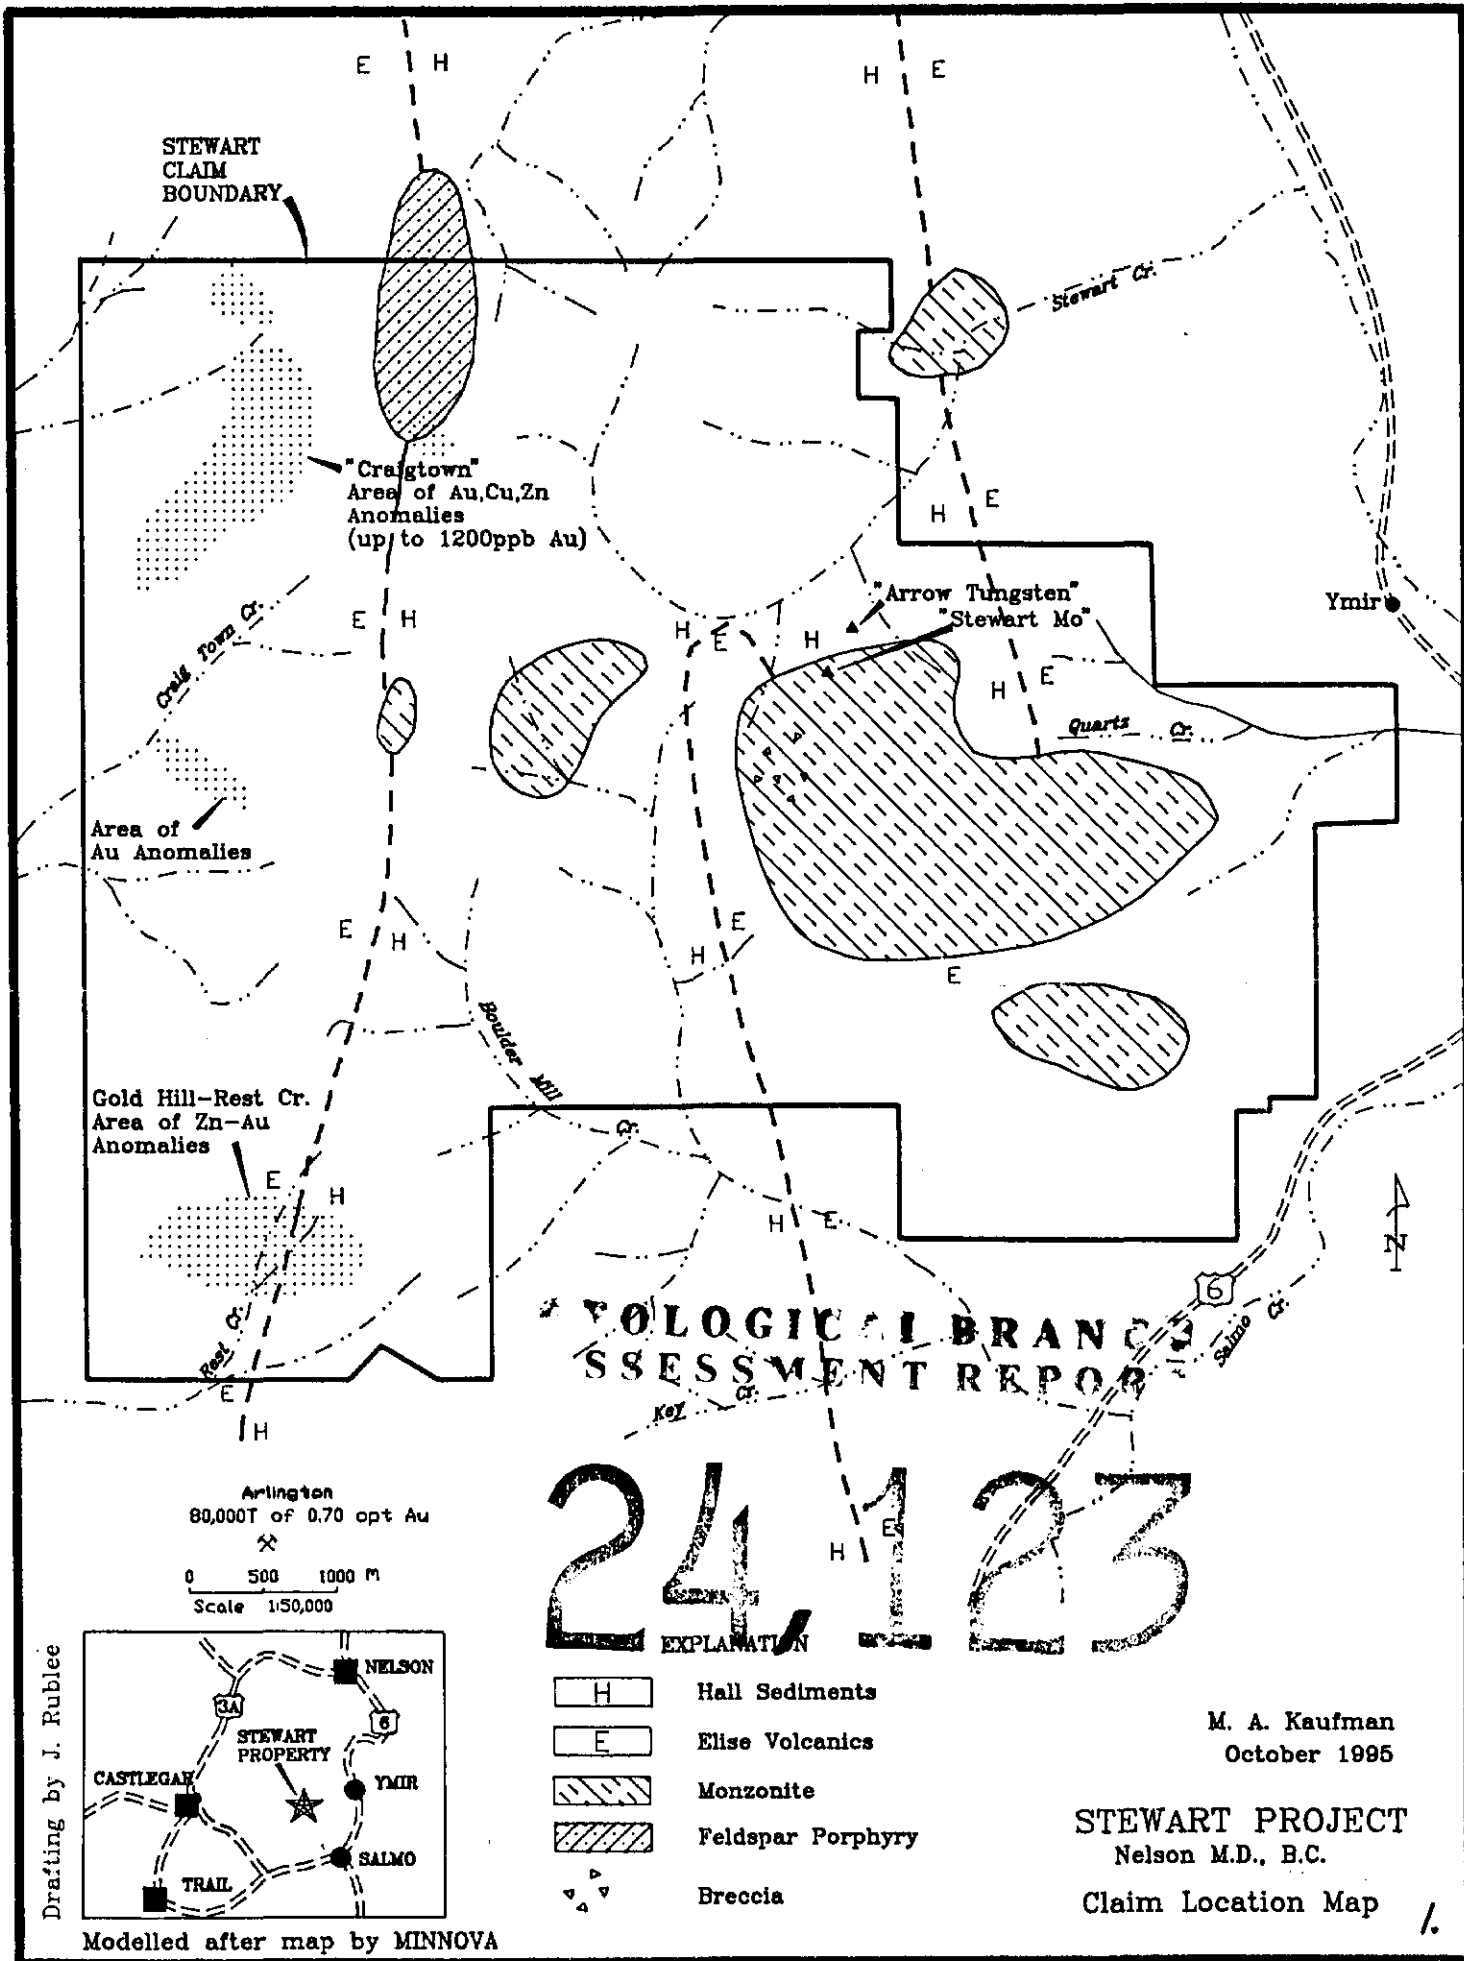 E
H
H
E
STEWART
CLAIM
BOUNDARY
Stewart Cr.
"Craigtown"
Area of Au,Cu,Zn
Anomalies
(up to 1200ppb Au)
H
E
"Arrow Tungsten"
"Stewart Mo"
Ymir
Craig Town Cr.
E
H
H
E
H
H
E
Quartz Cr.
Area of
Au Anomalies
E
H
E
H
E
Boulder Mill Cr.
Gold Hill-Rest Cr.
Area of Zn-Au
Anomalies
E
H
H
E
N
6
Salmo Cr.
Rest Cr.
E
H
OLOGICAL BRAN
SSESSMENT REPOR
Key Cr.
24,123
E
H
Arlington
80,000T of 0.70 opt Au
0 500 1000 M
Scale 1:50,000
EXPLANATION
H Hall Sediments
E Elise Volcanics
Monzonite
Feldspar Porphyry
Breccia
NELSON
3A
6
STEWART
PROPERTY
CASTLEGAR
YMIR
SALMO
TRAIL
Drafting by J. Rublee
Modelled after map by MINNOVA
M. A. Kaufman
October 1995
STEWART PROJECT
Nelson M.D., B.C.
Claim Location Map
1.